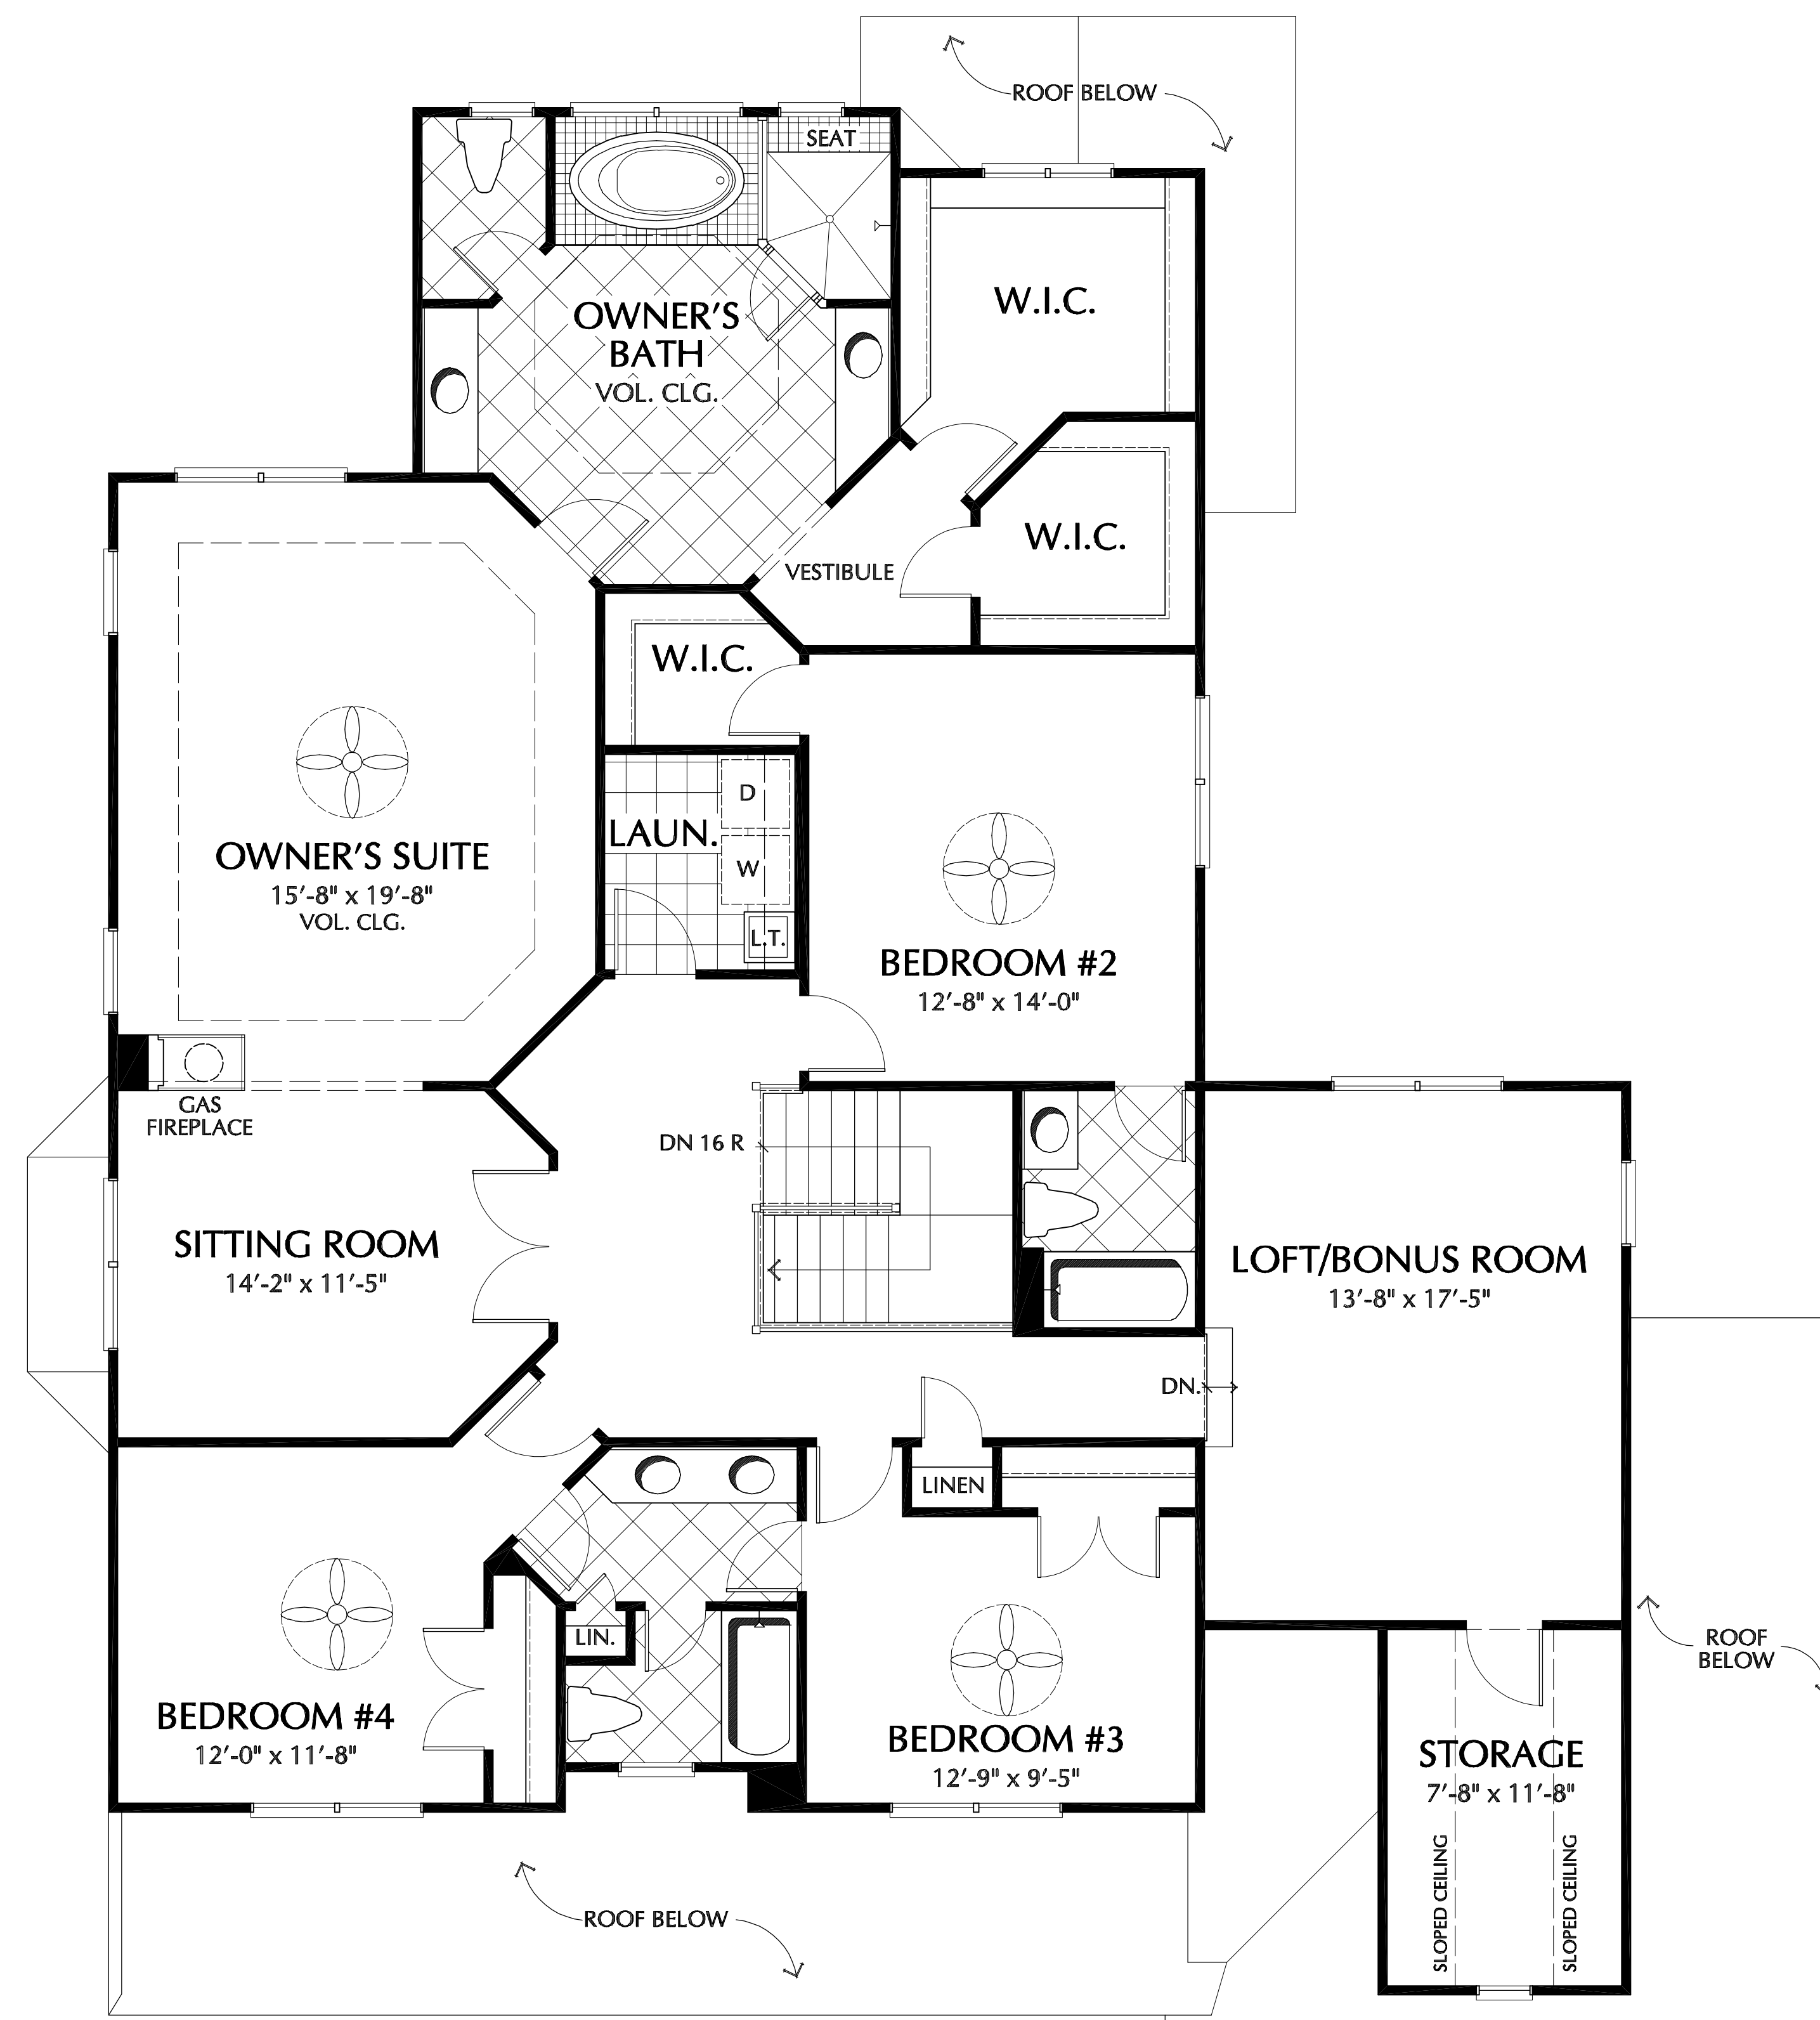 ROOF BELOW
SEAT
OWNER'S
BATH
VOL. CLG.
W.I.C.
W.I.C.
VESTIBULE
W.I.C.
D
LAUN.
W
L.T.
OWNER'S SUITE
15'-8" x 19'-8"
VOL. CLG.
BEDROOM #2
12'-8" x 14'-0"
GAS
FIREPLACE
DN 16 R
SITTING ROOM
14'-2" x 11'-5"
LOFT/BONUS ROOM
13'-8" x 17'-5"
DN.
LINEN
LIN.
ROOF
BELOW
BEDROOM #4
12'-0" x 11'-8"
BEDROOM #3
12'-9" x 9'-5"
STORAGE
7'-8" x 11'-8"
SLOPED CEILING
SLOPED CEILING
ROOF BELOW